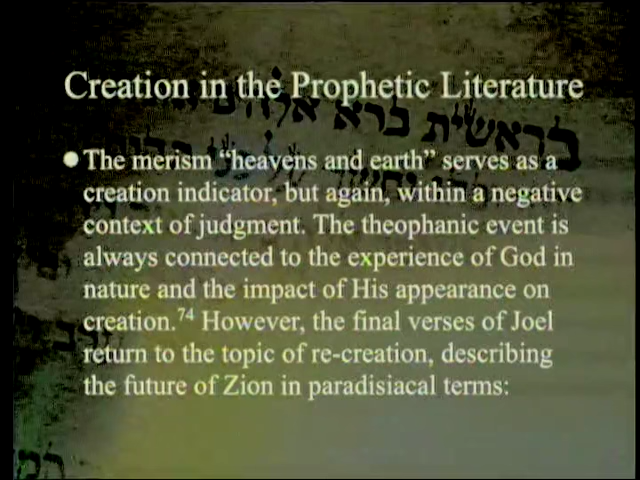 Creation in the Prophetic Literature
בראשית ברא אלהים
● The merism “heavens and earth” serves as a
creation indicator, but again, within a negative
context of judgment. The theophanic event is
always connected to the experience of God in
nature and the impact of His appearance on
creation.⁷⁴ However, the final verses of Joel
return to the topic of re-creation, describing
the future of Zion in paradisiacal terms: